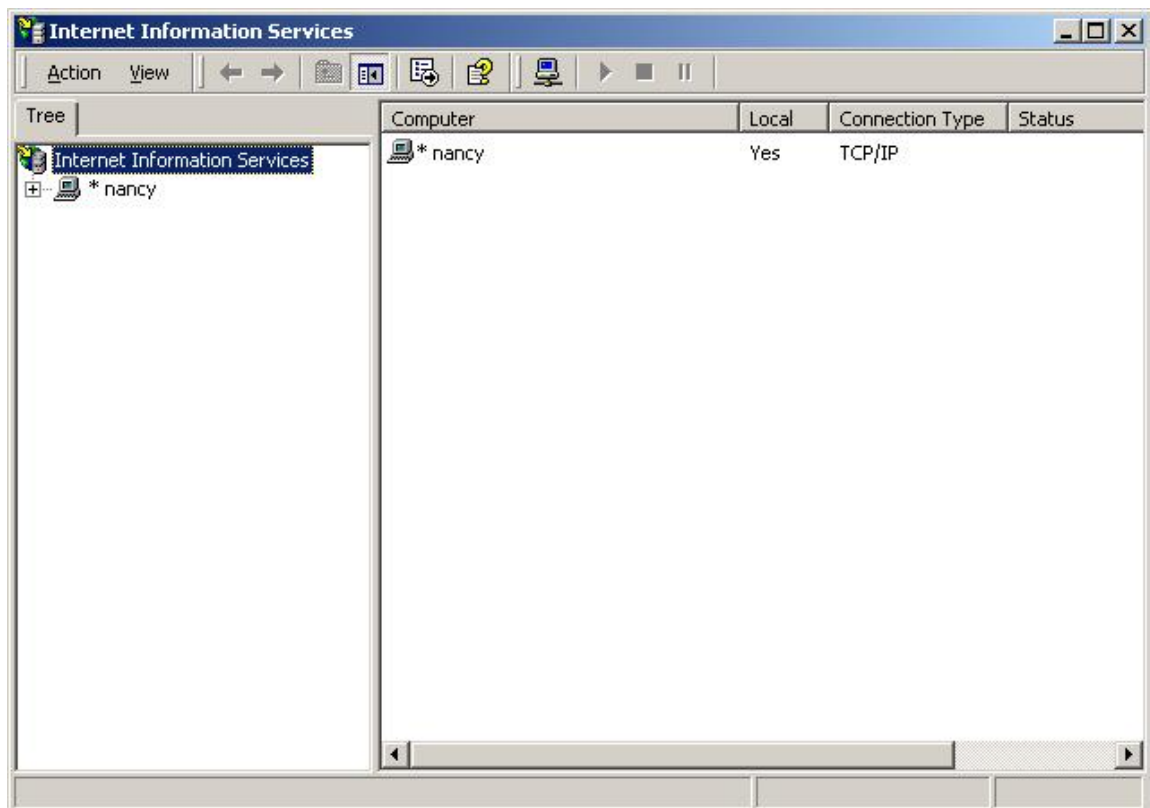 Internet Information Services
Action View
Tree
Computer Local Connection Type Status
Internet Information Services
* nancy
* nancy Yes TCP/IP